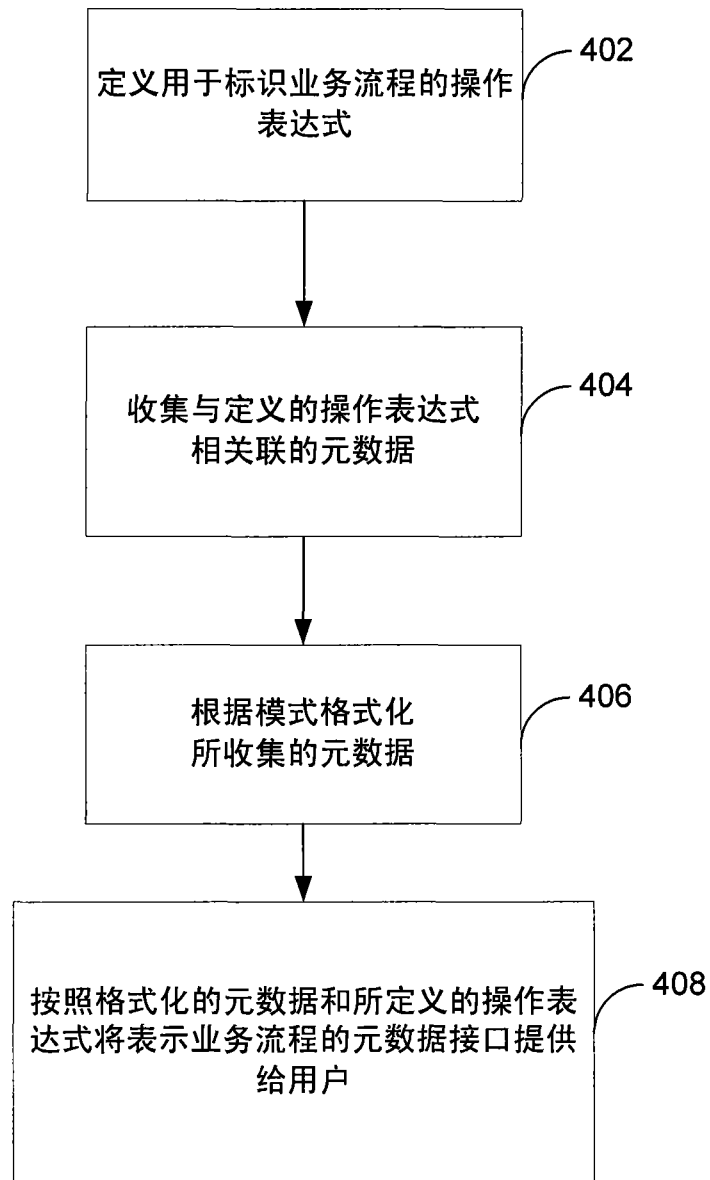 定义用于标识业务流程的操作
表达式
402
收集与定义的操作表达式
相关联的元数据
404
根据模式格式化
所收集的元数据
406
按照格式化的元数据和所定义的操作表
达式将表示业务流程的元数据接口提供
给用户
408